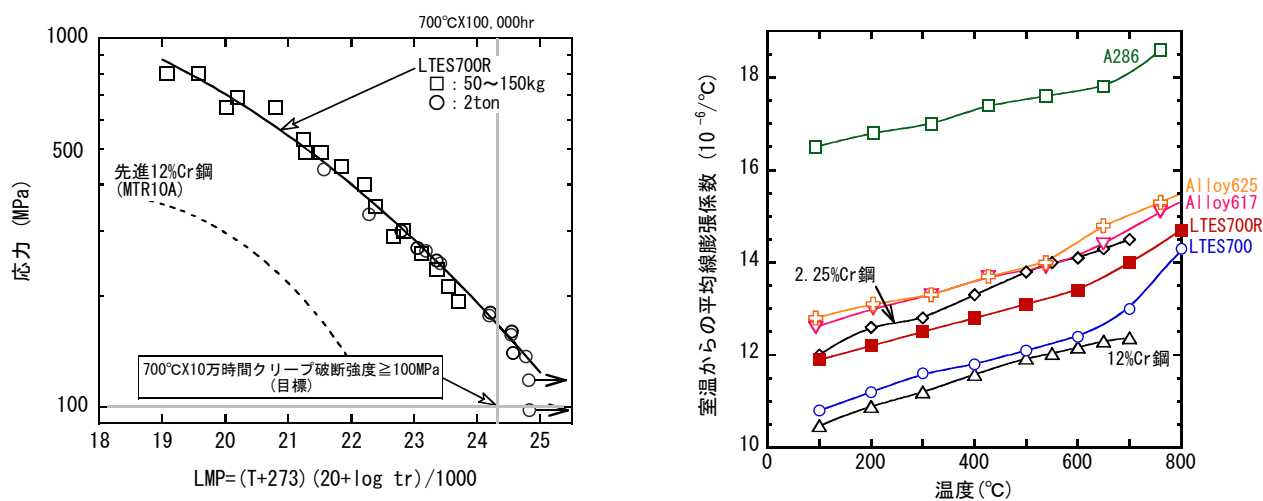 700℃X100,000hr
1000
500
100
応力 (MPa)
LTES700R
□ : 50~150kg
○ : 2ton
先進12%Cr鋼
(MTR10A)
700℃X10万時間クリープ破断強度≧100MPa
(目標)
18 19 20 21 22 23 24 25
LMP=(T+273)(20+log tr)/1000
18
16
14
12
10
室温からの平均線膨張係数 (10⁻⁶/℃)
A286
Alloy625
Alloy617
LTES700R
LTES700
2.25%Cr鋼
12%Cr鋼
0 200 400 600 800
温度(℃)